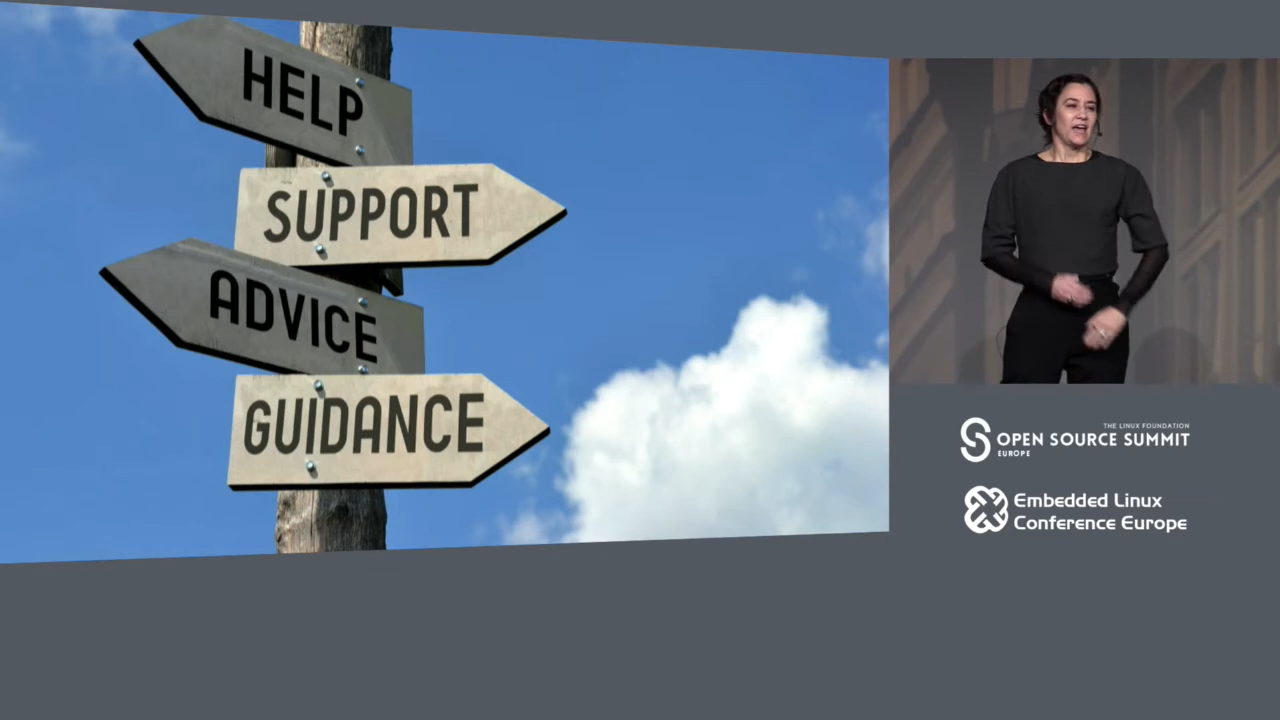 HELP
SUPPORT
ADVICE
GUIDANCE
THE LINUX FOUNDATION
OPEN SOURCE SUMMIT
EUROPE
Embedded Linux
Conference Europe